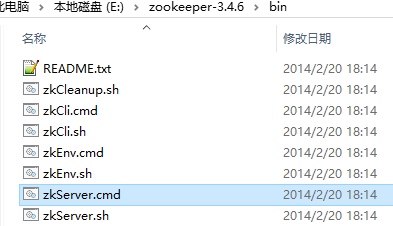 电脑 › 本地磁盘 (E:) › zookeeper-3.4.6 › bin
名称 修改日期
README.txt 2014/2/20 18:14
zkCleanup.sh 2014/2/20 18:14
zkCli.cmd 2014/2/20 18:14
zkCli.sh 2014/2/20 18:14
zkEnv.cmd 2014/2/20 18:14
zkEnv.sh 2014/2/20 18:14
zkServer.cmd 2014/2/20 18:14
zkServer.sh 2014/2/20 18:14